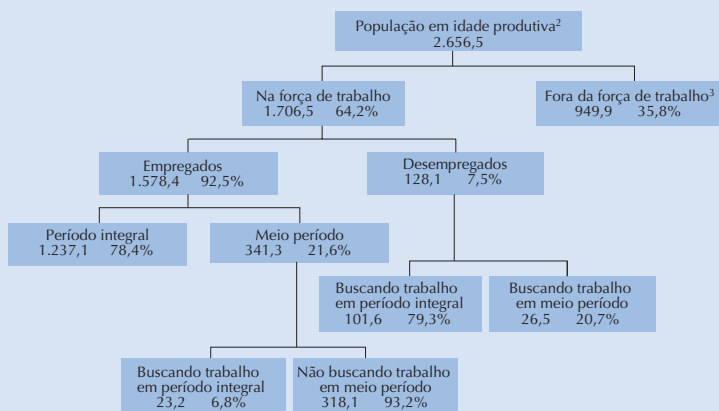 População em idade produtiva²
2.656,5
Na força de trabalho
1.706,5 64,2%
Fora da força de trabalho³
949,9 35,8%
Empregados
1.578,4 92,5%
Desempregados
128,1 7,5%
Período integral
1.237,1 78,4%
Meio período
341,3 21,6%
Buscando trabalho
em período integral
101,6 79,3%
Buscando trabalho
em meio período
26,5 20,7%
Buscando trabalho
em período integral
23,2 6,8%
Não buscando trabalho
em meio período
318,1 93,2%